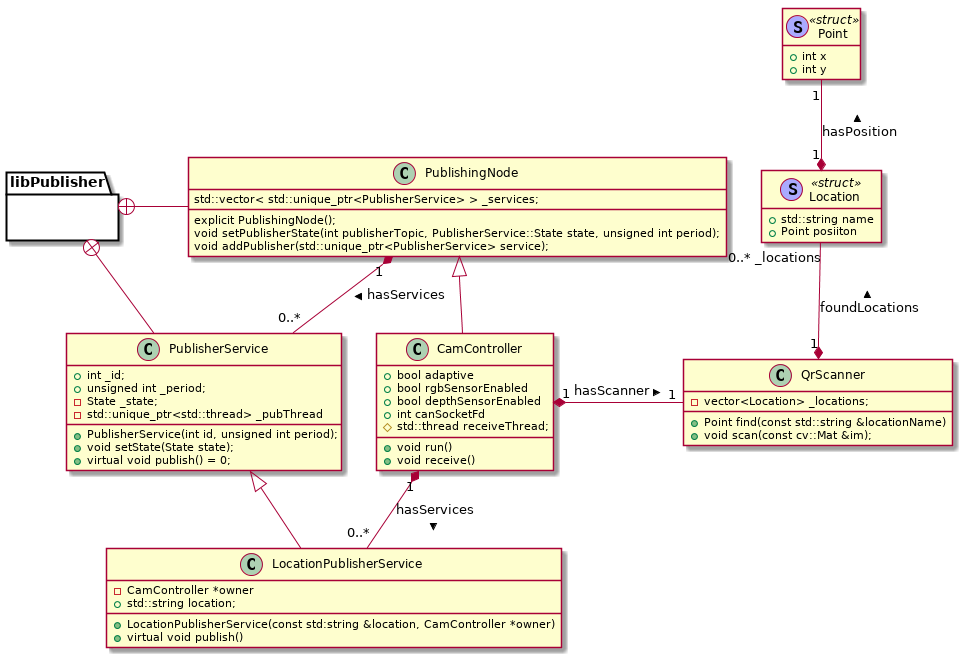 S «struct»
Point
int x
int y
1
▲
hasPosition
1
S «struct»
Location
std::string name
Point posiiton
libPublisher
C PublishingNode
std::vector< std::unique_ptr<PublisherService> > _services;
explicit PublishingNode();
void setPublisherState(int publisherTopic, PublisherService::State state, unsigned int period);
void addPublisher(std::unique_ptr<PublisherService> service);
0..* _locations
1
◄ hasServices
0..*
▲
foundLocations
1
C PublisherService
int _id;
unsigned int _period;
State _state;
std::unique_ptr<std::thread> _pubThread
PublisherService(int id, unsigned int period);
void setState(State state);
virtual void publish() = 0;
C CamController
bool adaptive
bool rgbSensorEnabled
bool depthSensorEnabled
int canSocketFd
std::thread receiveThread;
void run()
void receive()
1 hasScanner ► 1
C QrScanner
vector<Location> _locations;
Point find(const std::string &locationName)
void scan(const cv::Mat &im);
1
hasServices
▼
0..*
C LocationPublisherService
CamController *owner
std::string location;
LocationPublisherService(const std:string &location, CamController *owner)
virtual void publish()